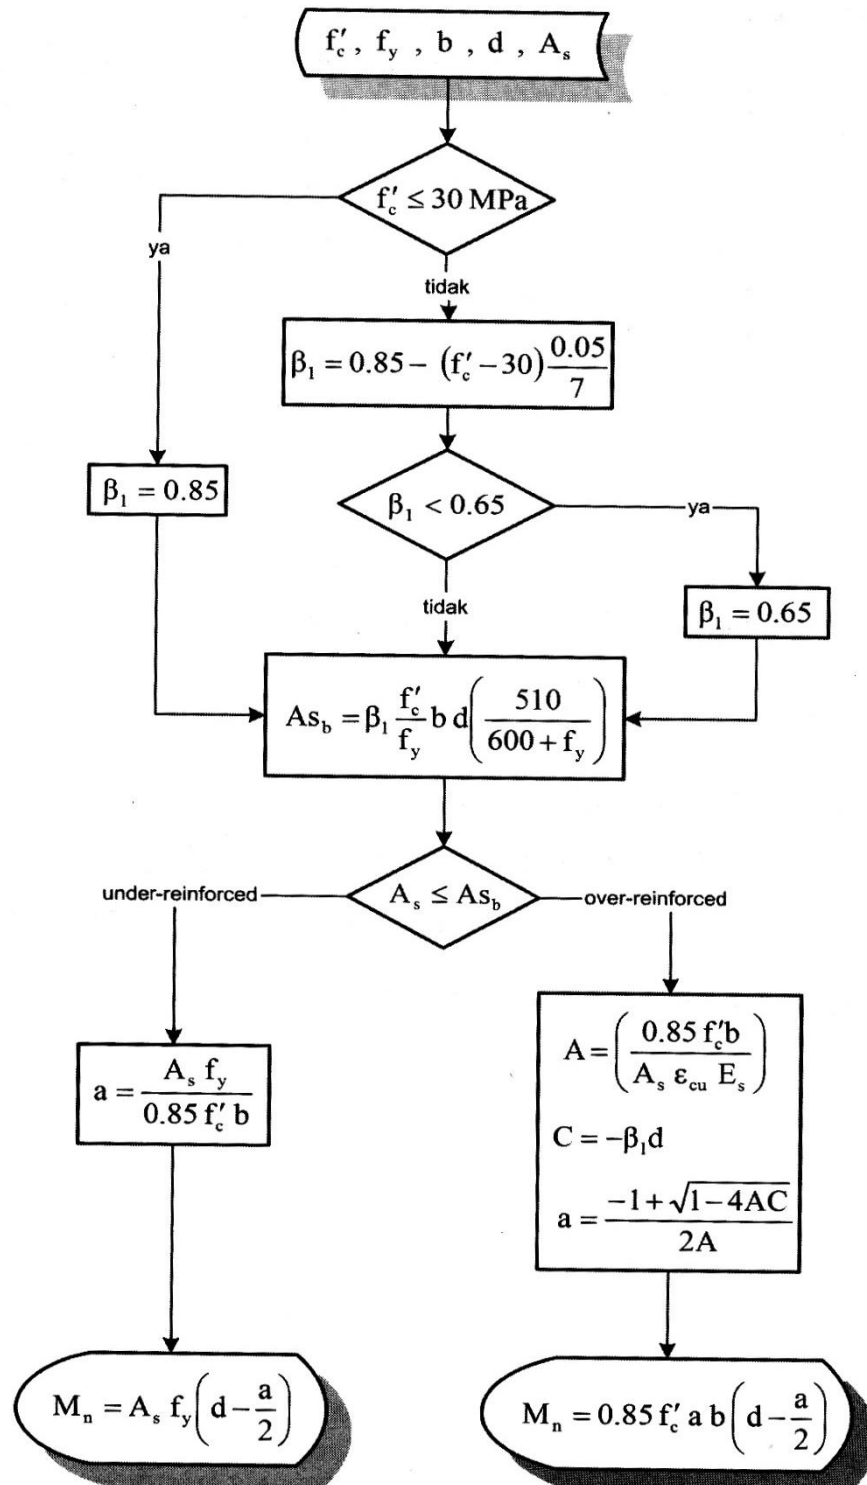 f′c , fy , b , d , As
f′c ≤ 30 MPa
ya
tidak
β1 = 0.85 − (f′c − 30) 0.05/7
β1 = 0.85
β1 < 0.65
ya
tidak
β1 = 0.65
Asb = β1 f′c/fy b d (510/(600 + fy))
under-reinforced
As ≤ Asb
over-reinforced
a = As fy/(0.85 f′c b)
A = (0.85 f′c b/(As εcu Es))
C = −β1d
a = (−1 + √(1 − 4AC))/2A
Mn = As fy (d − a/2)
Mn = 0.85 f′c a b (d − a/2)